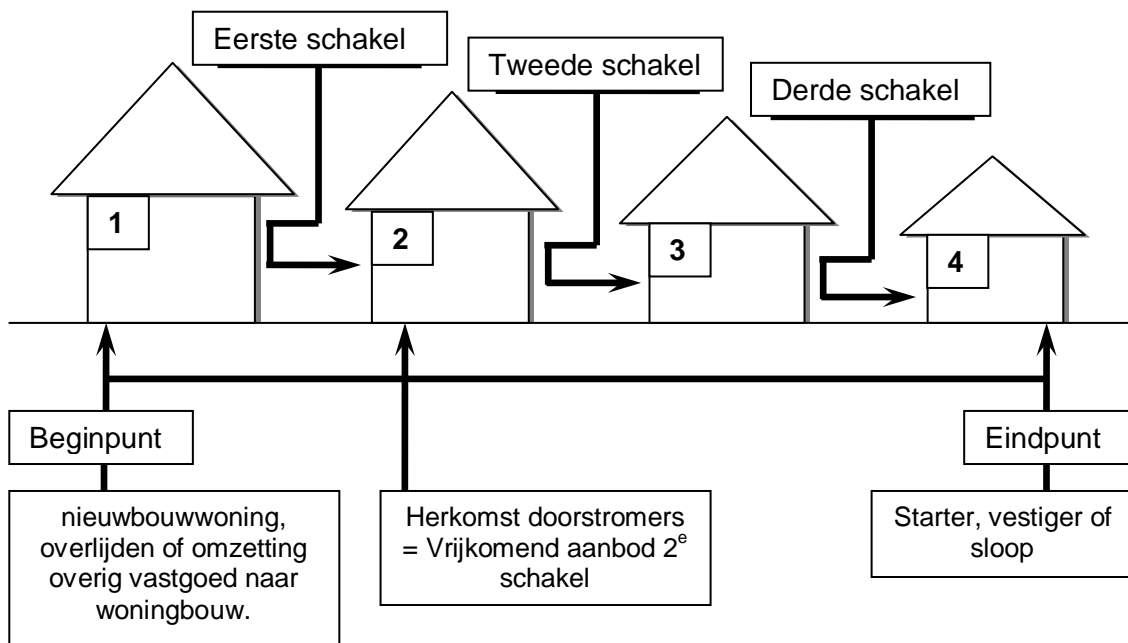 Eerste schakel
Tweede schakel
Derde schakel
1
2
3
4
Beginpunt
Eindpunt
nieuwbouwwoning,
overlijden of omzetting
overig vastgoed naar
woningbouw.
Herkomst doorstromers
= Vrijkomend aanbod 2e
schakel
Starter, vestiger of
sloop